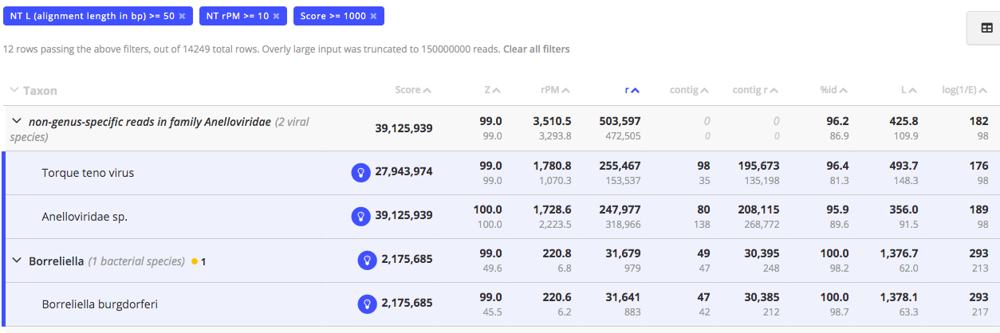 NT L (alignment length in bp) >= 50 × NT rPM >= 10 × Score >= 1000 ×
12 rows passing the above filters, out of 14249 total rows. Overly large input was truncated to 150000000 reads. Clear all filters
Taxon Score Z rPM r contig contig r %id L log(1/E)
non-genus-specific reads in family Anelloviridae (2 viral species) 39,125,939 99.0 3,510.5 503,597 0 0 96.2 425.8 182
99.0 3,293.8 472,505 0 0 86.9 109.9 98
Torque teno virus 27,943,974 99.0 1,780.8 255,467 98 195,673 96.4 493.7 176
99.0 1,070.3 153,537 35 135,198 81.3 148.3 98
Anelloviridae sp. 39,125,939 100.0 1,728.6 247,977 80 208,115 95.9 356.0 189
100.0 2,223.5 318,966 138 268,772 89.6 91.5 98
Borreliella (1 bacterial species) 1 2,175,685 99.0 220.8 31,679 49 30,395 100.0 1,376.7 293
49.6 6.8 979 47 248 98.2 62.0 213
Borreliella burgdorferi 2,175,685 99.0 220.6 31,641 47 30,385 100.0 1,378.1 293
45.5 6.2 883 42 212 98.7 63.3 217